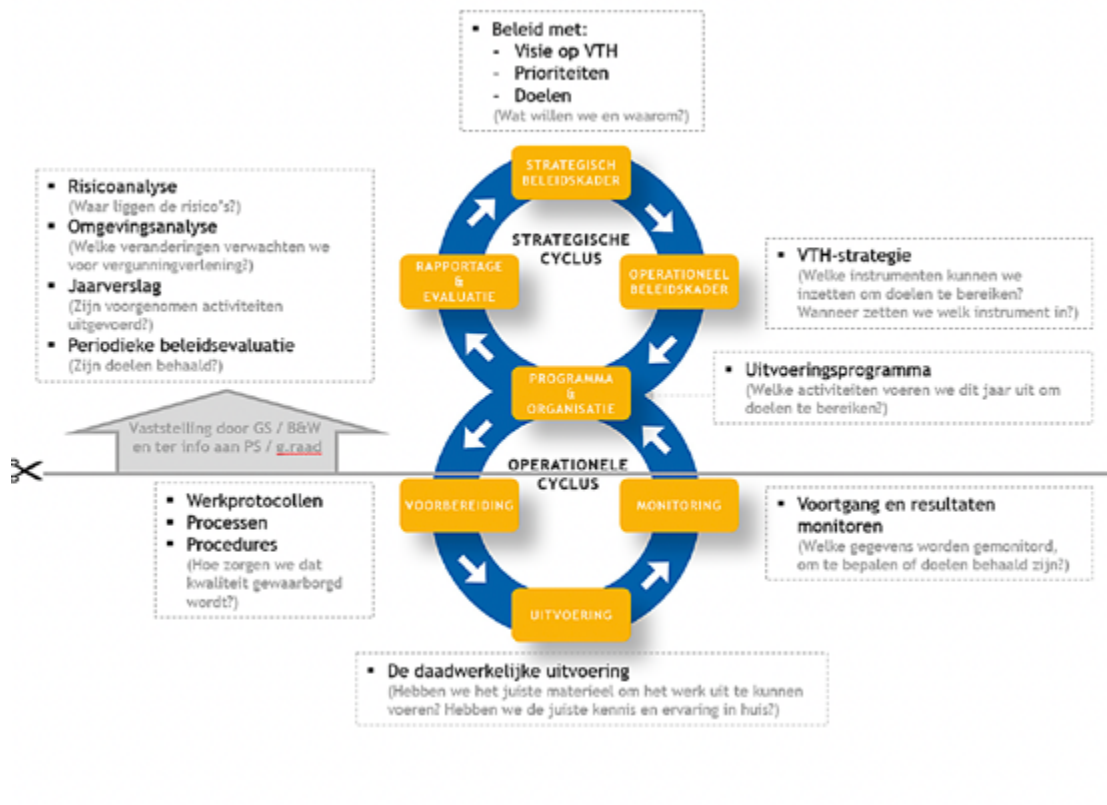 ▪ Beleid met:
- Visie op VTH
- Prioriteiten
- Doelen
(Wat willen we en waarom?)
STRATEGISCH
BELEIDSKADER
▪ Risicoanalyse
(Waar liggen de risico's?)
▪ Omgevingsanalyse
(Welke veranderingen verwachten we
voor vergunningverlening?)
▪ Jaarverslag
(Zijn voorgenomen activiteiten
uitgevoerd?)
▪ Periodieke beleidsevaluatie
(Zijn doelen behaald?)
STRATEGISCHE
CYCLUS
RAPPORTAGE
&
EVALUATIE
OPERATIONEEL
BELEIDSKADER
▪ VTH-strategie
(Welke instrumenten kunnen we
inzetten om doelen te bereiken?
Wanneer zetten we welk instrument in?)
▪ Uitvoeringsprogramma
(Welke activiteiten voeren we dit jaar uit om
doelen te bereiken?)
PROGRAMMA
&
ORGANISATIE
Vaststelling door GS / B&W
en ter info aan PS / g.raad
OPERATIONELE
CYCLUS
▪ Werkprotocollen
▪ Processen
▪ Procedures
(Hoe zorgen we dat
kwaliteit gewaarborgd
wordt?)
VOORBEREIDING
MONITORING
▪ Voortgang en resultaten
monitoren
(Welke gegevens worden gemonitord,
om te bepalen of doelen behaald zijn?)
UITVOERING
▪ De daadwerkelijke uitvoering
(Hebben we het juiste materieel om het werk uit te kunnen
voeren? Hebben we de juiste kennis en ervaring in huis?)